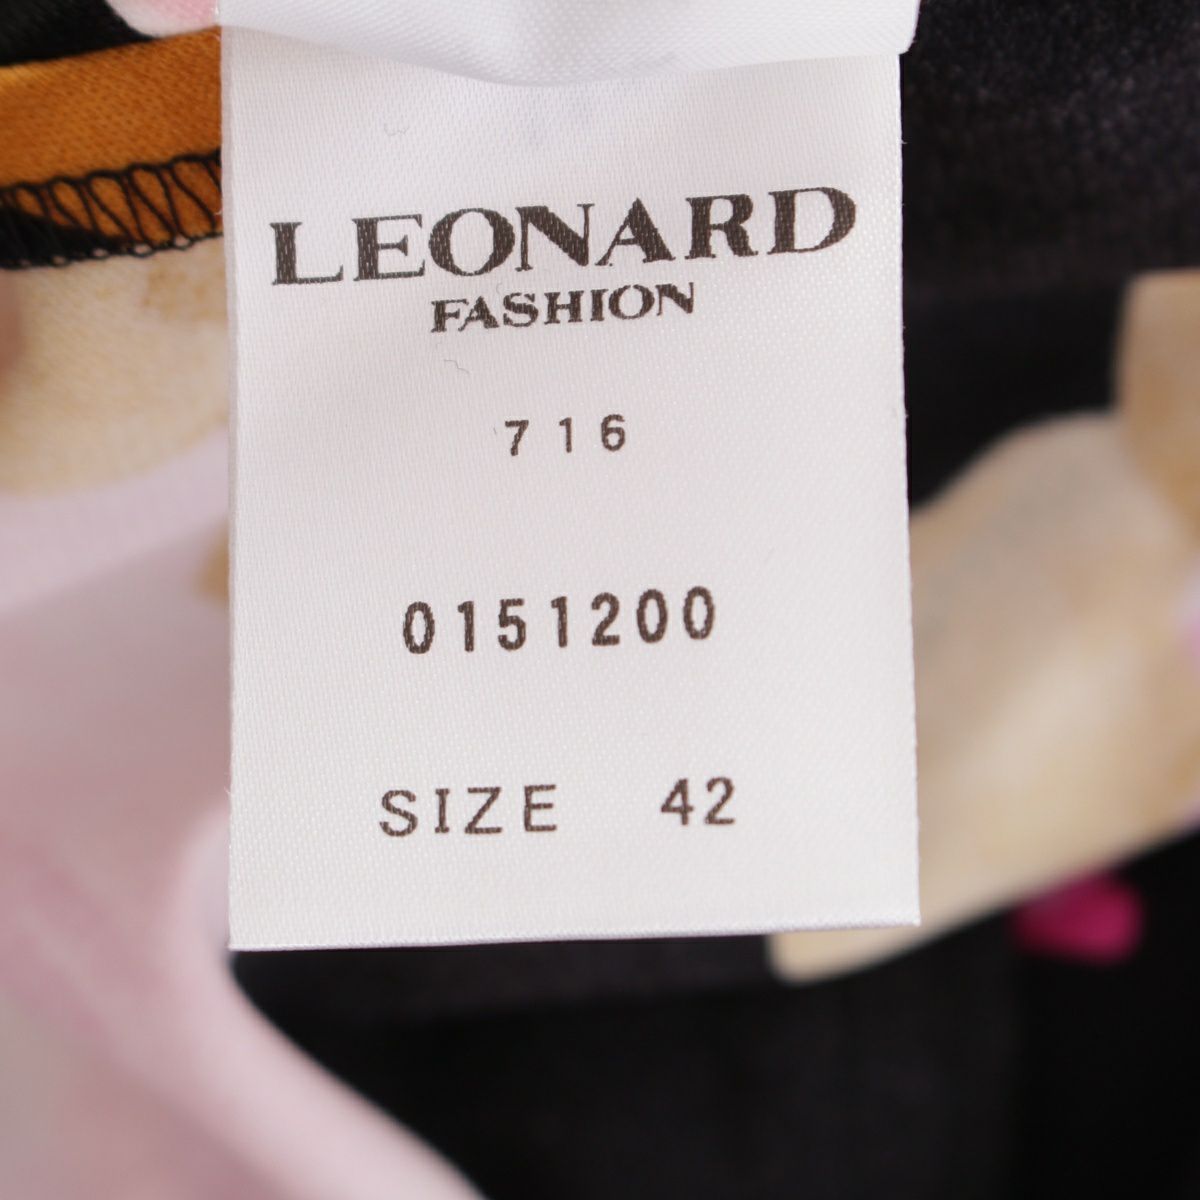 LEONARD
FASHION
716
0151200
SIZE 42